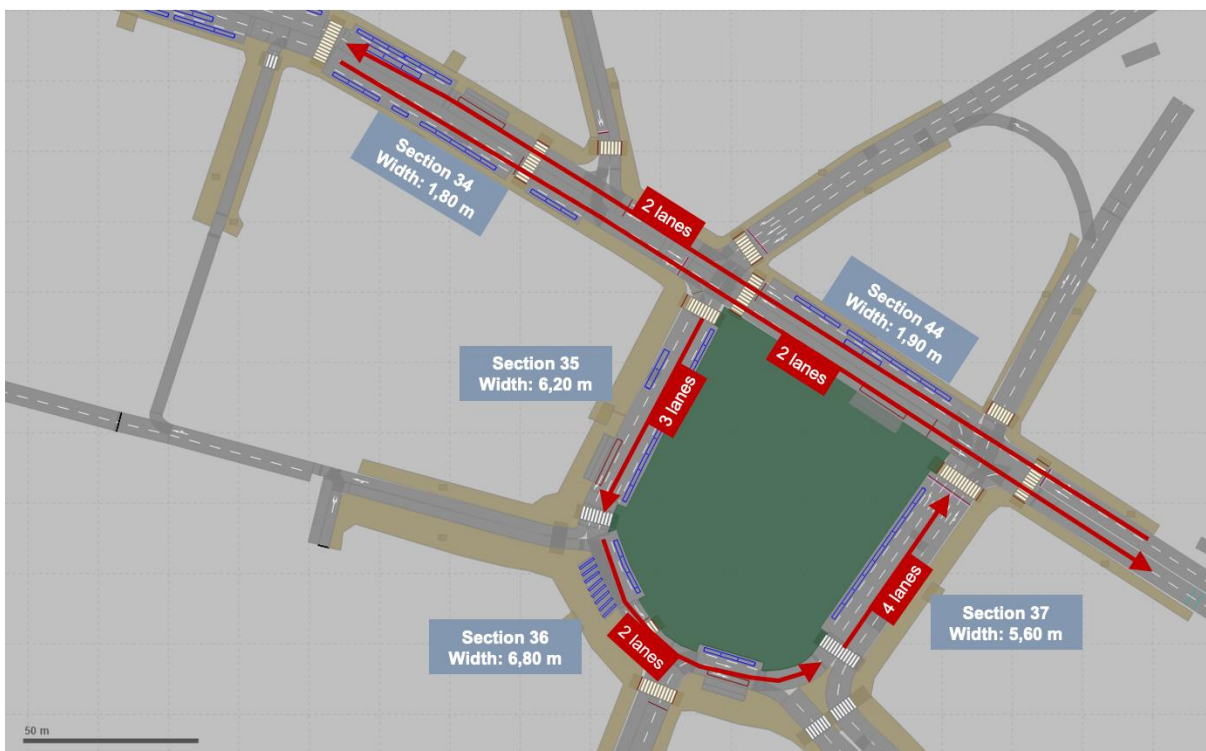 Section 34
Width: 1,80 m
2 lanes
Section 44
Width: 1,90 m
Section 35
Width: 6,20 m
2 lanes
3 lanes
4 lanes
Section 37
Width: 5,60 m
Section 36
Width: 6,80 m
2 lanes
50 m